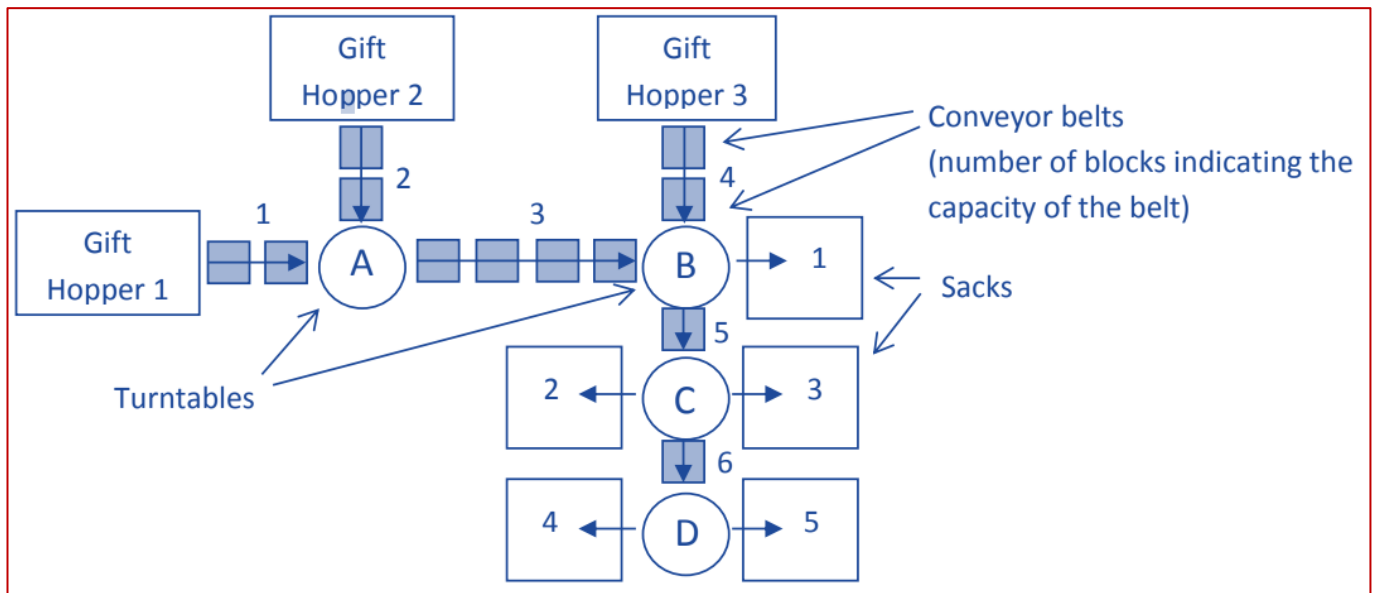 Gift
Hopper 2
Gift
Hopper 3
Conveyor belts
(number of blocks indicating the
capacity of the belt)
2
4
1
3
Gift
Hopper 1
A
B
1
Sacks
5
Turntables
2
C
3
6
4
D
5